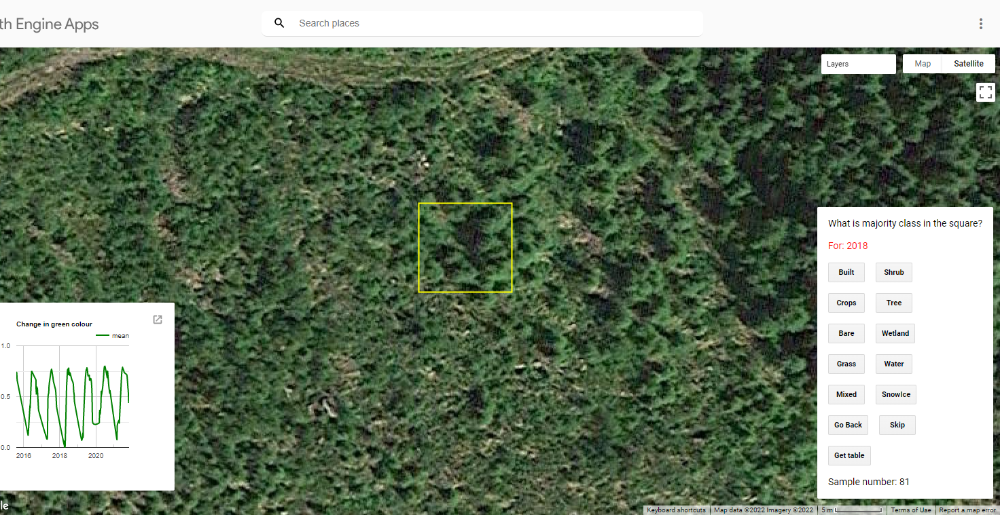 th Engine Apps
Search places
Layers
Map
Satellite
What is majority class in the square?
For: 2018
Built
Shrub
Crops
Tree
Bare
Wetland
Grass
Water
Mixed
SnowIce
Go Back
Skip
Get table
Sample number: 81
Change in green colour
mean
1.0
0.5
0.0
2016
2018
2020
le
Keyboard shortcuts
Map data ©2022 Imagery ©2022
5 m
Terms of Use
Report a map error